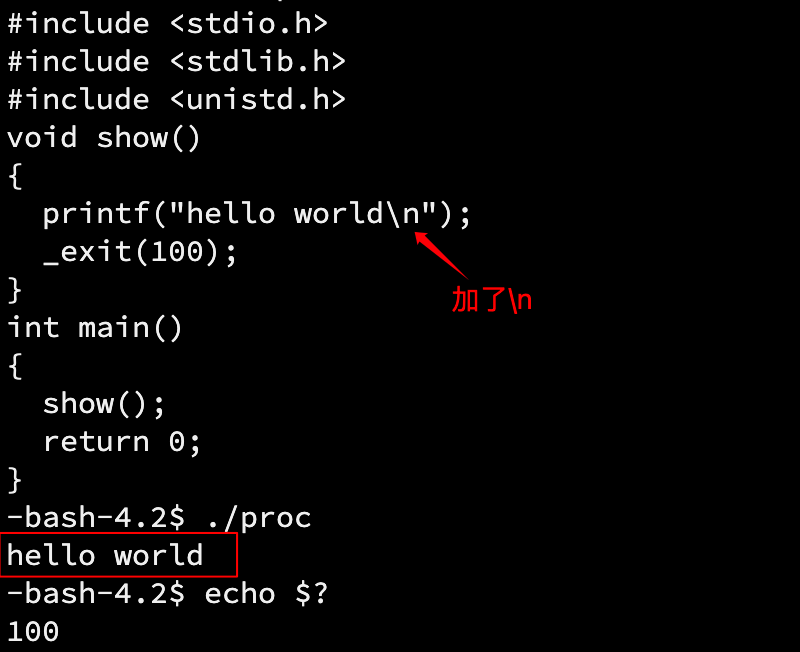 #include <stdio.h>
#include <stdlib.h>
#include <unistd.h>
void show()
{
  printf("hello world\n");
  _exit(100);
}
加了\n
int main()
{
  show();
  return 0;
}
-bash-4.2$ ./proc
hello world
-bash-4.2$ echo $?
100